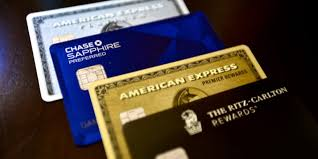 AMERICAN EXPRESS
CHASE
SAPPHIRE
PREFERRED
AMERICAN EXPRESS
PREMIER REWARDS
THE RITZ-CARLTON
REWARDS